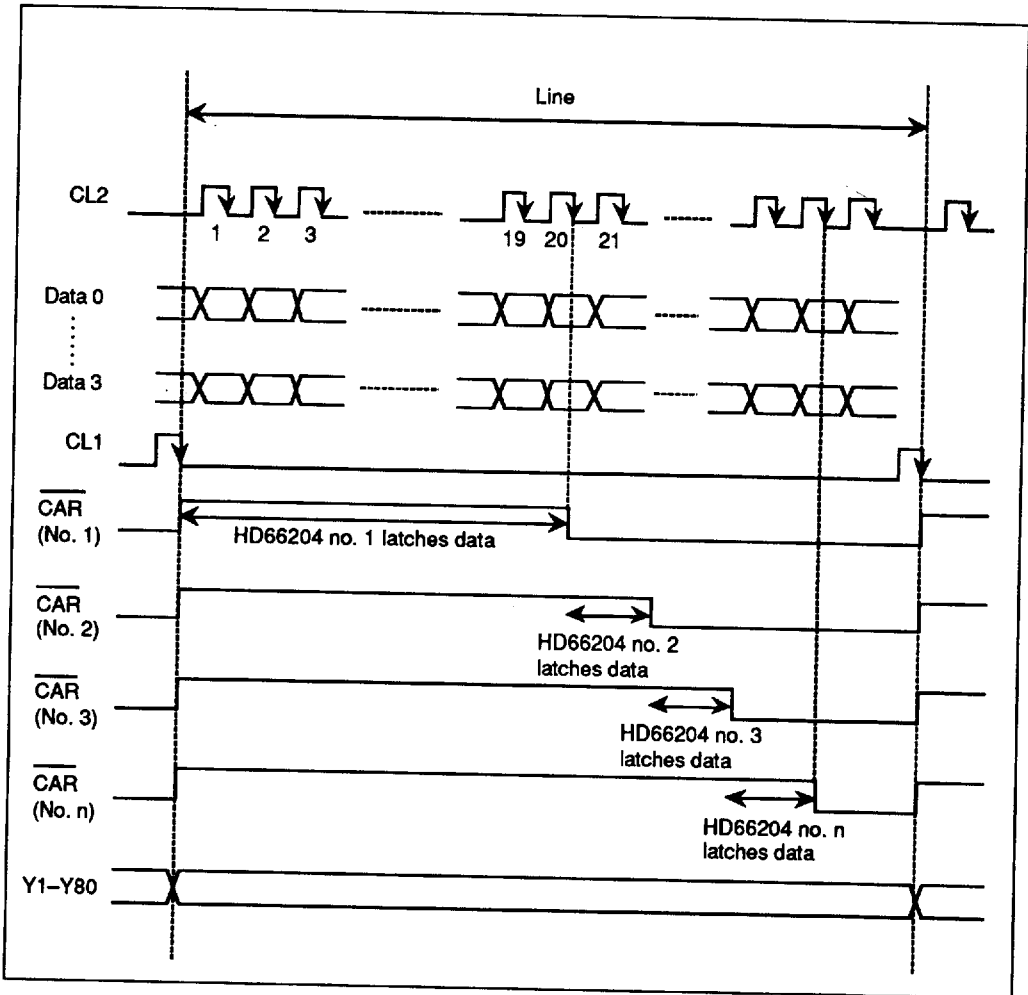 Line
CL2
1 2 3 19 20 21
Data 0
Data 3
CL1
CAR
(No. 1)
HD66204 no. 1 latches data
CAR
(No. 2)
HD66204 no. 2
latches data
CAR
(No. 3)
HD66204 no. 3
latches data
CAR
(No. n)
HD66204 no. n
latches data
Y1–Y80